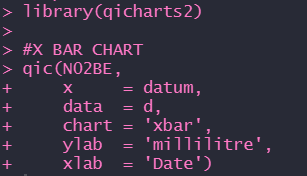 > library(qicharts2)
>
> #X BAR CHART
> qic(NO2BE,
+     x     = datum,
+     data  = d,
+     chart = 'xbar',
+     ylab  = 'millilitre',
+     xlab  = 'Date')